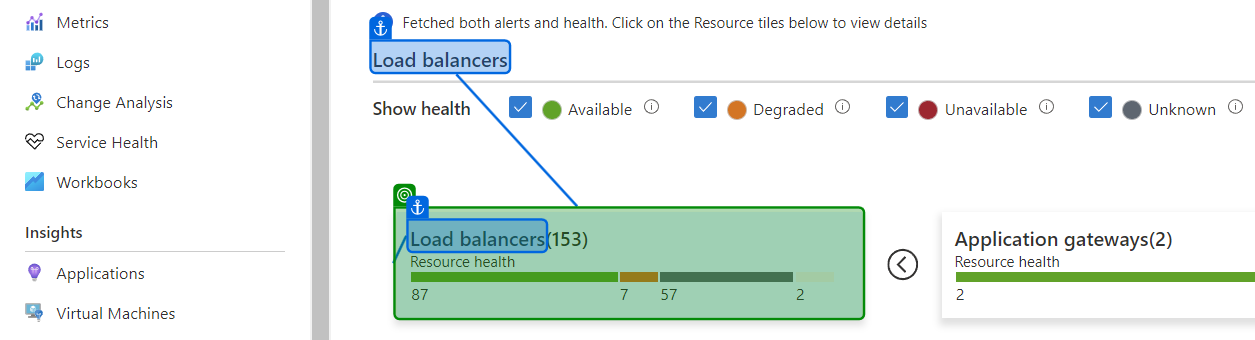 Metrics
Logs
Change Analysis
Service Health
Workbooks
Insights
Applications
Virtual Machines
Fetched both alerts and health. Click on the Resource tiles below to view details
Load balancers
Show health
Available
Degraded
Unavailable
Unknown
Load balancers(153)
Resource health
87 7 57 2
Application gateways(2)
Resource health
2